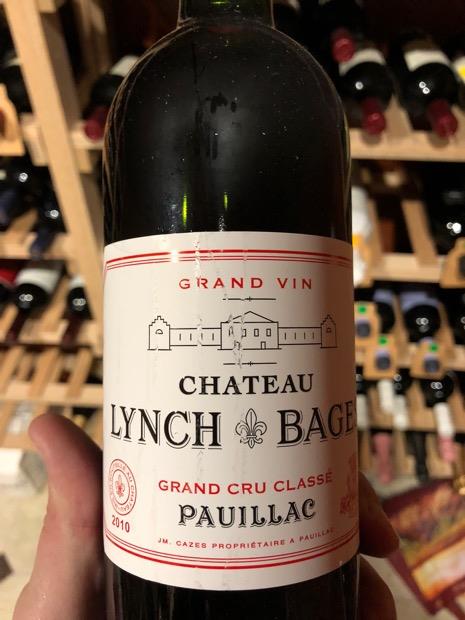 GRAND VIN
CHATEAU
LYNCH BAGE
GRAND CRU CLASSÉ
2010
PAUILLAC
JM. CAZES PROPRIÉTAIRE A PAUILLAC